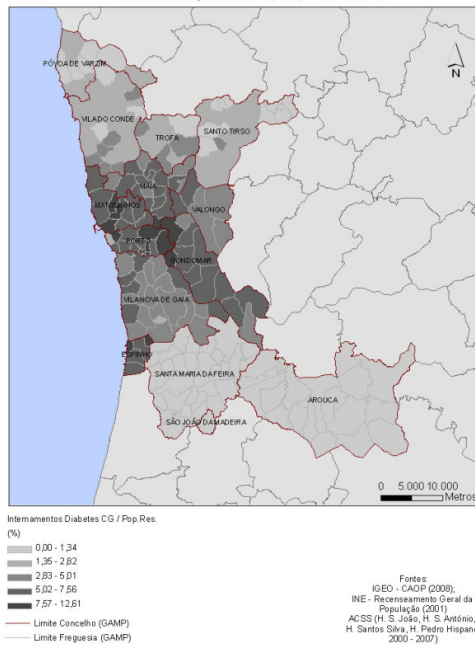 PÓVOA DE VARZIM
VILA DO CONDE
TROFA
SANTO TIRSO
MAIA
MATOSINHOS
VALONGO
PORTO
GONDOMAR
VILA NOVA DE GAIA
ESPINHO
SANTA MARIA DA FEIRA
AROUCA
SÃO JOÃO DA MADEIRA
N
0 5.000 10.000
Metros
Internamentos Diabetes CG / Pop.Res.
(%)
0,00 - 1,34
1,35 - 2,82
2,83 - 5,01
5,02 - 7,56
7,57 - 12,61
Limite Concelho (GAMP)
Limite Freguesia (GAMP)
Fontes:
IGEO - CAOP (2008);
INE - Recenseamento Geral da
População (2001)
ACSS (H. S. João, H. S. António,
H. Santos Silva, H. Pedro Hispano
2000 - 2007)